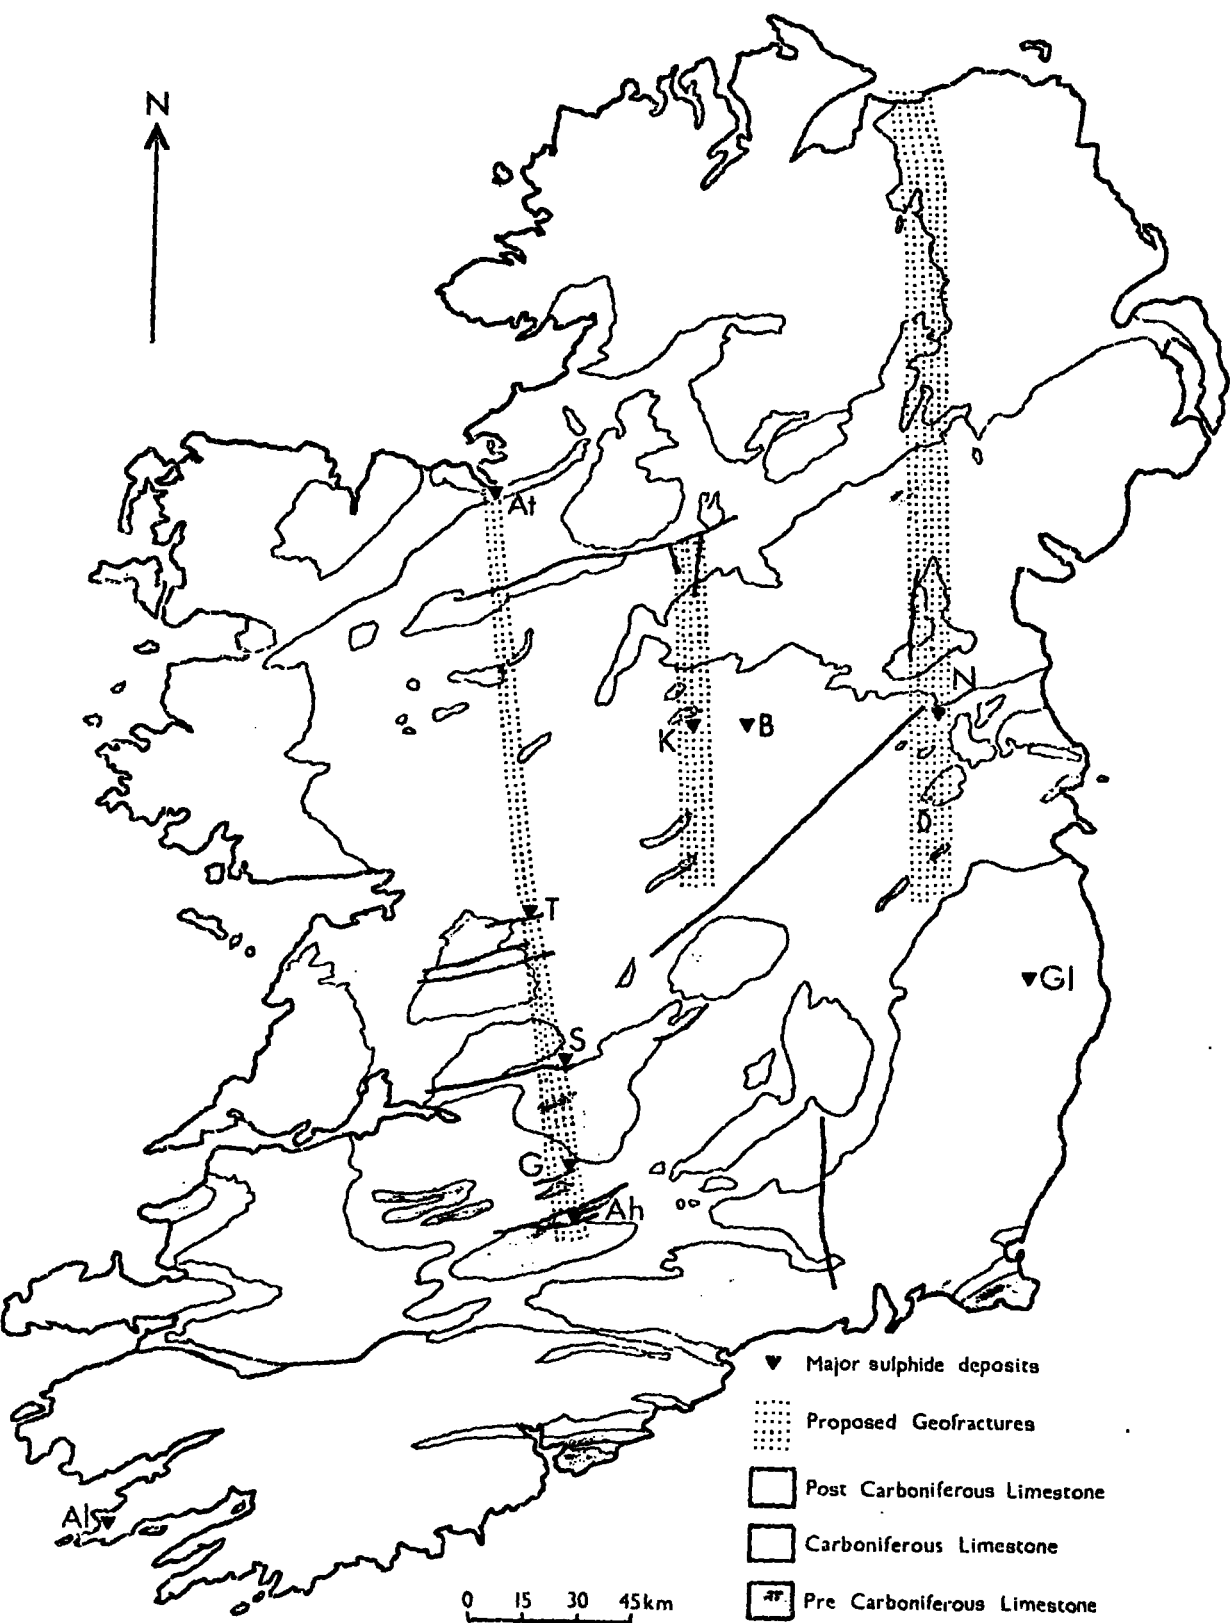 N
At
N
K
B
T
Gl
S
G
Ah
Major sulphide deposits
Proposed Geofractures
Post Carboniferous Limestone
Carboniferous Limestone
Pre Carboniferous Limestone
Al
0 15 30 45km